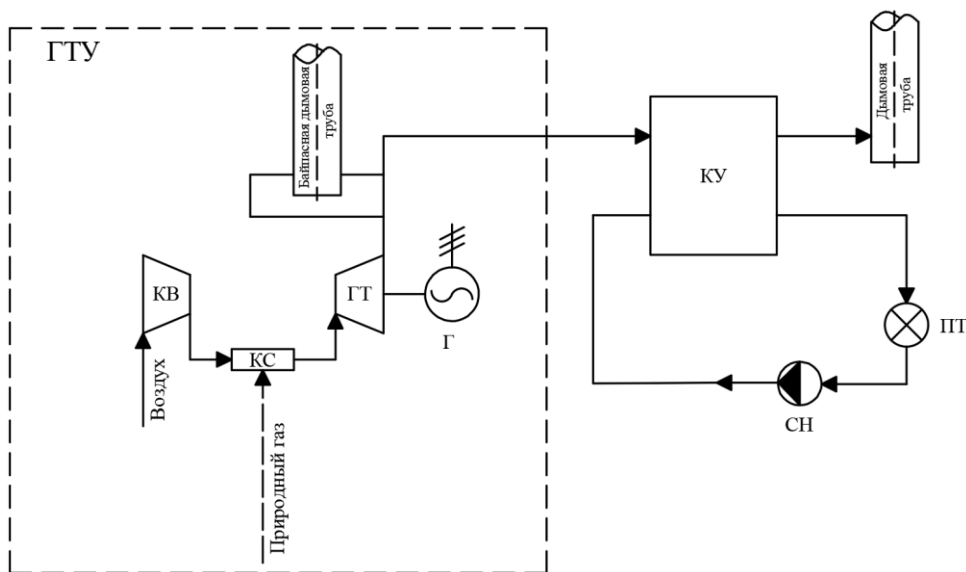 ГТУ
Байпасная дымовая
труба
Дымовая
труба
КУ
КВ
ГТ
Г
ПТ
КС
СН
Воздух
Природный газ